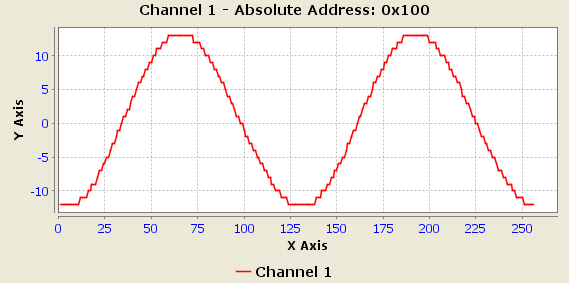 Channel 1 - Absolute Address: 0x100
Y Axis
10
5
0
-5
-10
0 25 50 75 100 125 150 175 200 225 250
X Axis
Channel 1